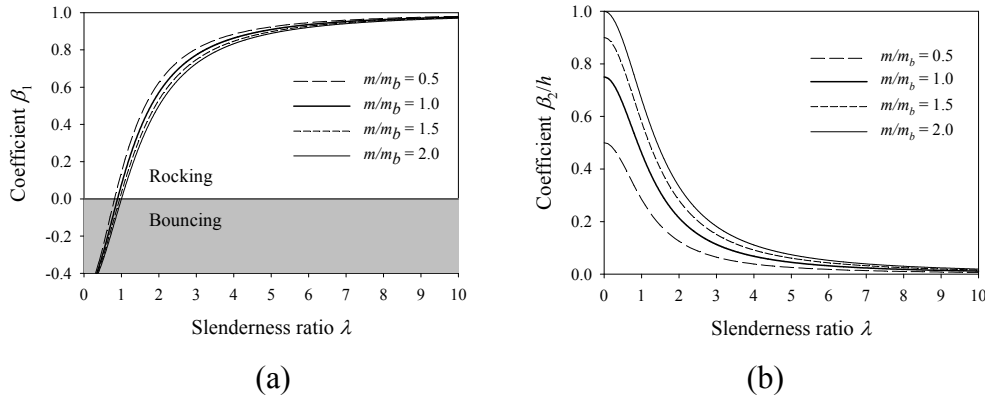 Coefficient β1
1.0
0.8
0.6
0.4
0.2
0.0
-0.2
-0.4
m/mb = 0.5
m/mb = 1.0
m/mb = 1.5
m/mb = 2.0
Rocking
Bouncing
0 1 2 3 4 5 6 7 8 9 10
Slenderness ratio λ
(a)
Coefficient β2/h
1.0
0.8
0.6
0.4
0.2
0.0
m/mb = 0.5
m/mb = 1.0
m/mb = 1.5
m/mb = 2.0
0 1 2 3 4 5 6 7 8 9 10
Slenderness ratio λ
(b)